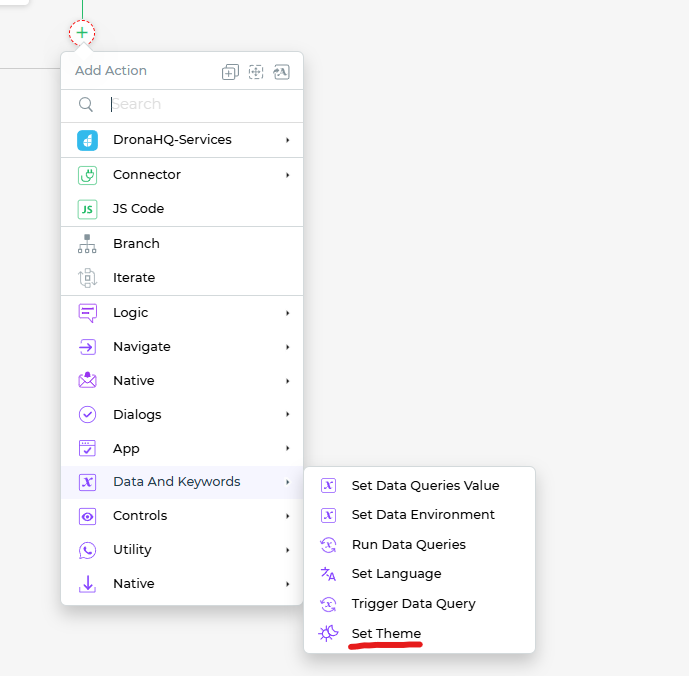 Add Action
Search
DronaHQ-Services
Connector
JS JS Code
Branch
Iterate
Logic
Navigate
Native
Dialogs
App
x Data And Keywords
Controls
Utility
Native
x Set Data Queries Value
x Set Data Environment
x Run Data Queries
Set Language
x Trigger Data Query
Set Theme